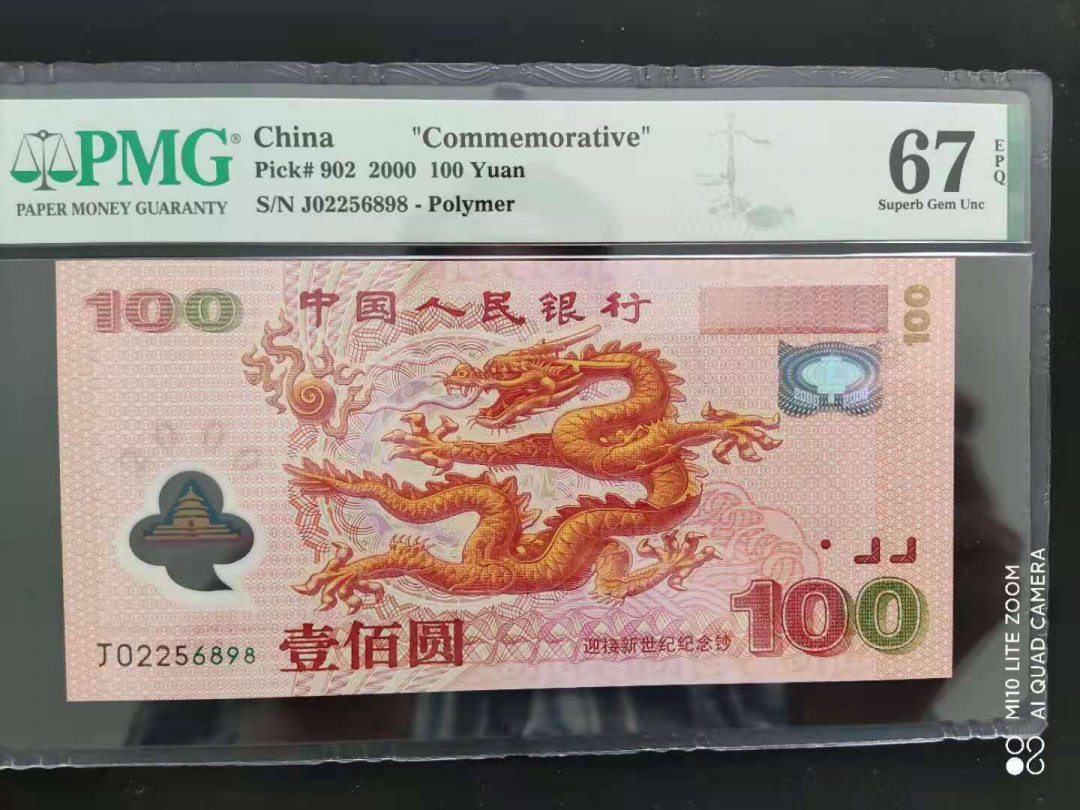 PMG®
PAPER MONEY GUARANTY
China "Commemorative"
Pick# 902 2000 100 Yuan
S/N J02256898 - Polymer
67
EPQ
Superb Gem Unc
100
中国人民银行
100
2000
2000
J02256898
壹佰圆
迎接新世纪纪念钞
100
MI10 LITE ZOOM
AI QUAD CAMERA